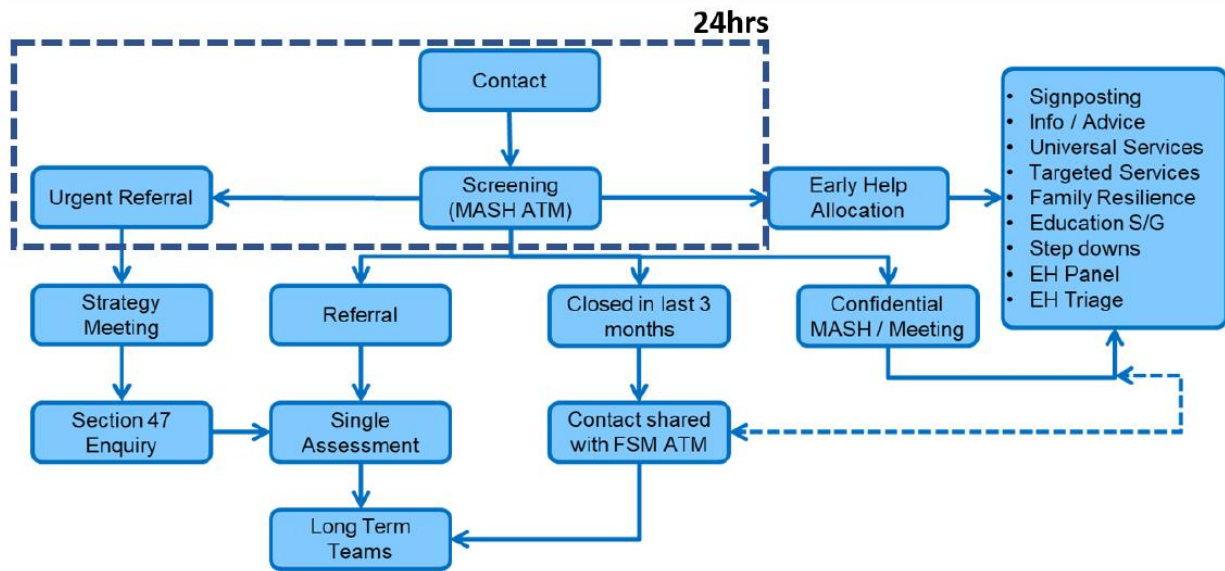 24hrs
Contact
Urgent Referral
Screening
(MASH ATM)
Early Help
Allocation
• Signposting
• Info / Advice
• Universal Services
• Targeted Services
• Family Resilience
• Education S/G
• Step downs
• EH Panel
• EH Triage
Strategy
Meeting
Referral
Closed in last 3
months
Confidential
MASH / Meeting
Section 47
Enquiry
Single
Assessment
Contact shared
with FSM ATM
Long Term
Teams